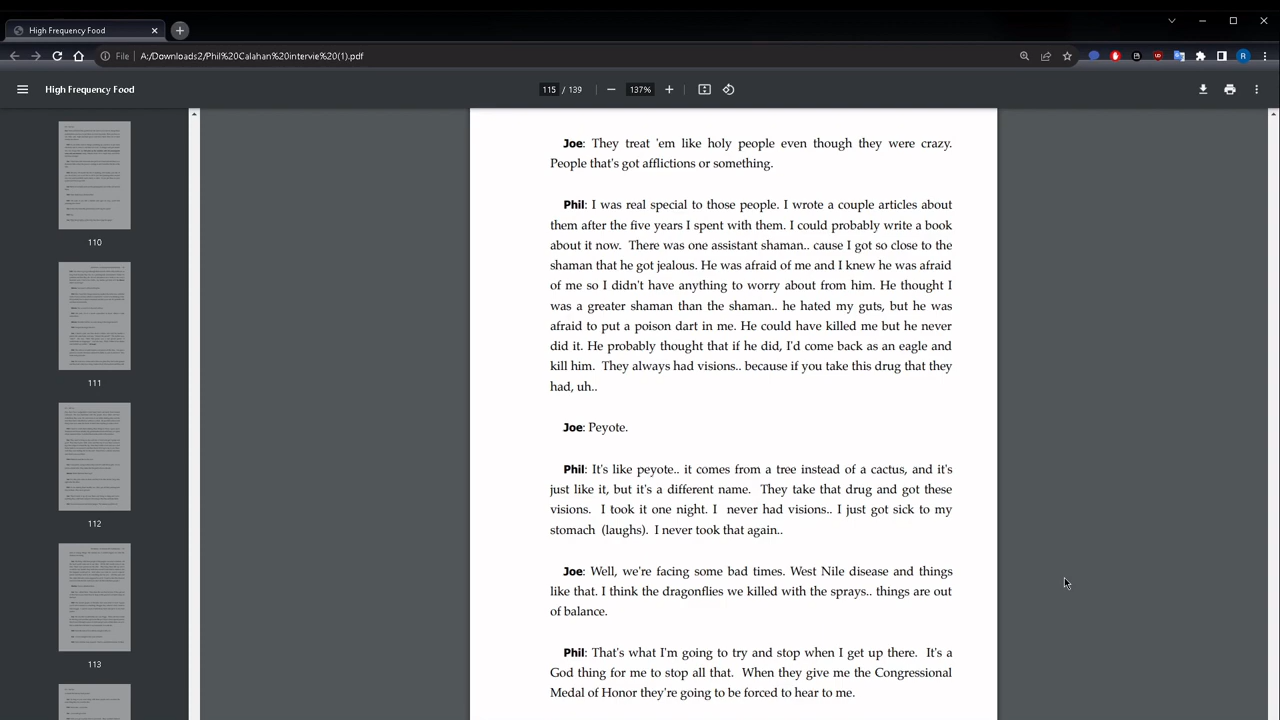 High Frequency Food
File
A:/Downloads2/Phil%20Calahan%20intervie%20(1).pdf
High Frequency Food
115 / 139
137%
110
111
112
113
Joe: They treat 'em like holy people even though they were crazy.
People that's got afflictions or something.
Phil: I was real special to those people. I wrote a couple articles about
them after the five years I spent with them. I could probably write a book
about it now. There was one assistant shaman.. cause I got so close to the
shaman that he got jealous. He was afraid of me and I knew he was afraid
of me so I didn't have anything to worry about from him. He thought I
was a greater shaman than the shaman.. he hated my guts, but he was
afraid to put a poison dart in me. He could have killed me but he never
did it. He probably thought that if he did, I'd come back as an eagle and
kill him. They always had visions.. because if you take this drug that they
had, uh..
Joe: Peyote.
Phil: It's like peyote.. it comes from a tree instead of a cactus, and it's
just like it, but it's a different name. They take that drug and got these
visions. I took it one night. I never had visions.. I just got sick to my
stomach (laughs). I never took that again..
Joe: Well, we're facing some bad times. West Nile disease and things
like that. I think the dragonflies we killed with the sprays.. things are out
of balance.
Phil: That's what I'm going to try and stop when I get up there. It's a
God thing for me to stop all that. When they give me the Congressional
Medal of Honor they're going to be forced to hear to me.